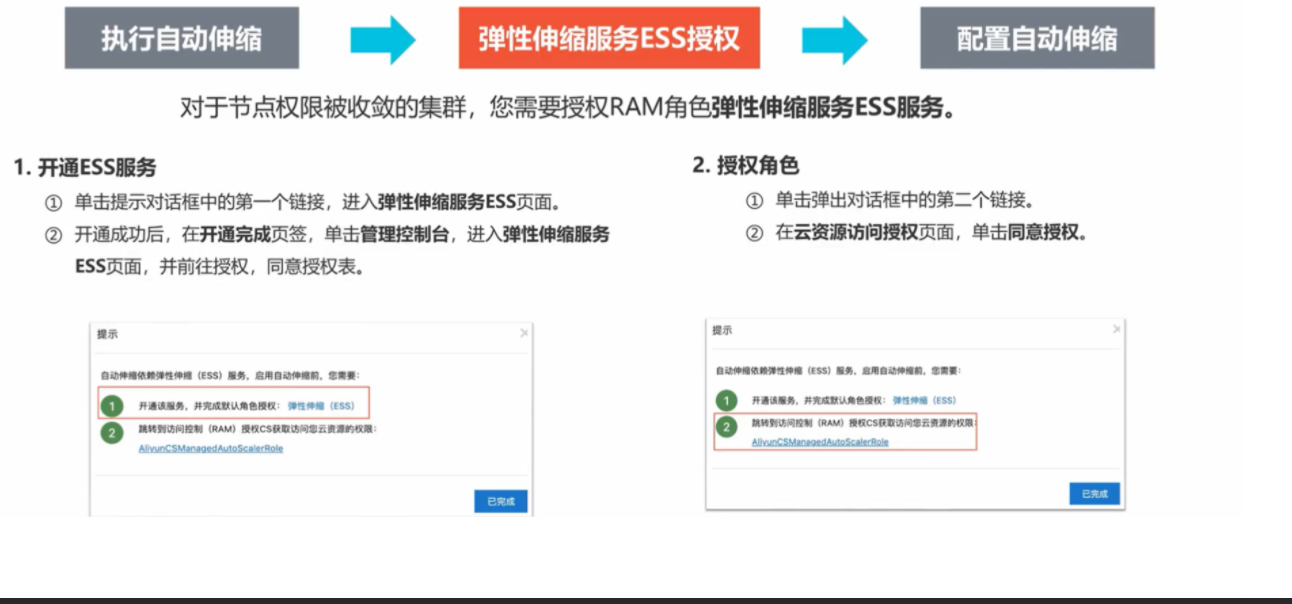 执行自动伸缩
弹性伸缩服务ESS授权
配置自动伸缩
对于节点权限被收敛的集群，您需要授权RAM角色弹性伸缩服务ESS服务。
1. 开通ESS服务
① 单击提示对话框中的第一个链接，进入弹性伸缩服务ESS页面。
② 开通成功后，在开通完成页签，单击管理控制台，进入弹性伸缩服务
ESS页面，并前往授权，同意授权表。
2. 授权角色
① 单击弹出对话框中的第二个链接。
② 在云资源访问授权页面，单击同意授权。
提示
自动伸缩依赖弹性伸缩（ESS）服务，启用自动伸缩前，您需要：
1 开通该服务，并完成默认角色授权：弹性伸缩（ESS）
2 跳转到访问控制（RAM）授权CS获取访问您云资源的权限：
AliyunCSManagedAutoScalerRole
已完成
提示
自动伸缩依赖弹性伸缩（ESS）服务，启用自动伸缩前，您需要：
1 开通该服务，并完成默认角色授权：弹性伸缩（ESS）
2 跳转到访问控制（RAM）授权CS获取访问您云资源的权限：
AliyunCSManagedAutoScalerRole
已完成